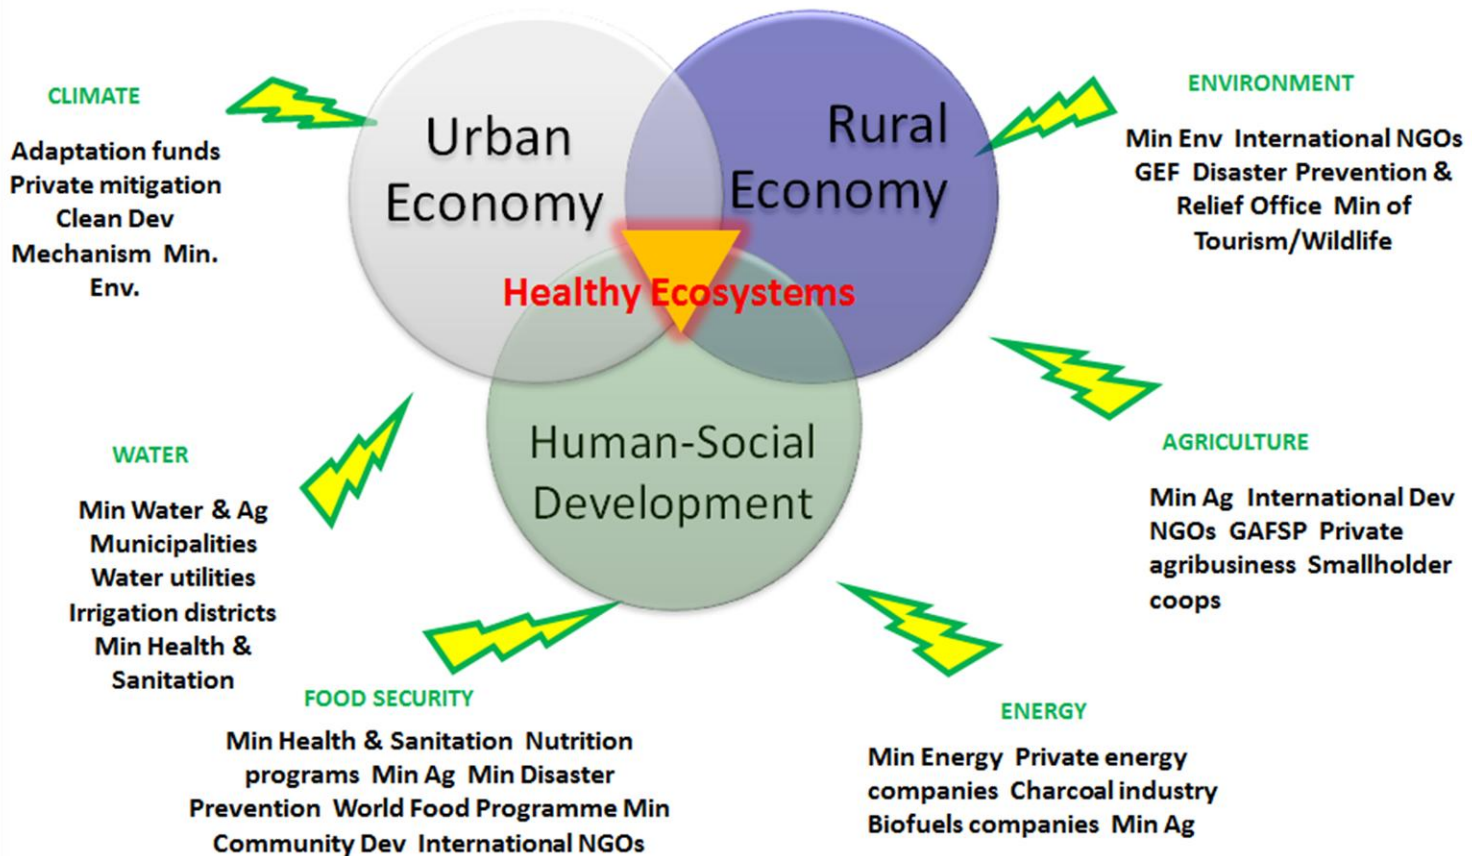 CLIMATE
Adaptation funds
Private mitigation
Clean Dev
Mechanism  Min.
Env.
Urban
Economy
Rural
Economy
ENVIRONMENT
Min Env  International NGOs
GEF  Disaster Prevention &
Relief Office  Min of
Tourism/Wildlife
Healthy Ecosystems
Human-Social
Development
WATER
Min Water & Ag
Municipalities
Water utilities
Irrigation districts
Min Health &
Sanitation
AGRICULTURE
Min Ag  International Dev
NGOs  GAFSP  Private
agribusiness  Smallholder
coops
FOOD SECURITY
Min Health & Sanitation  Nutrition
programs  Min Ag  Min Disaster
Prevention  World Food Programme Min
Community Dev  International NGOs
ENERGY
Min Energy  Private energy
companies  Charcoal industry
Biofuels companies  Min Ag